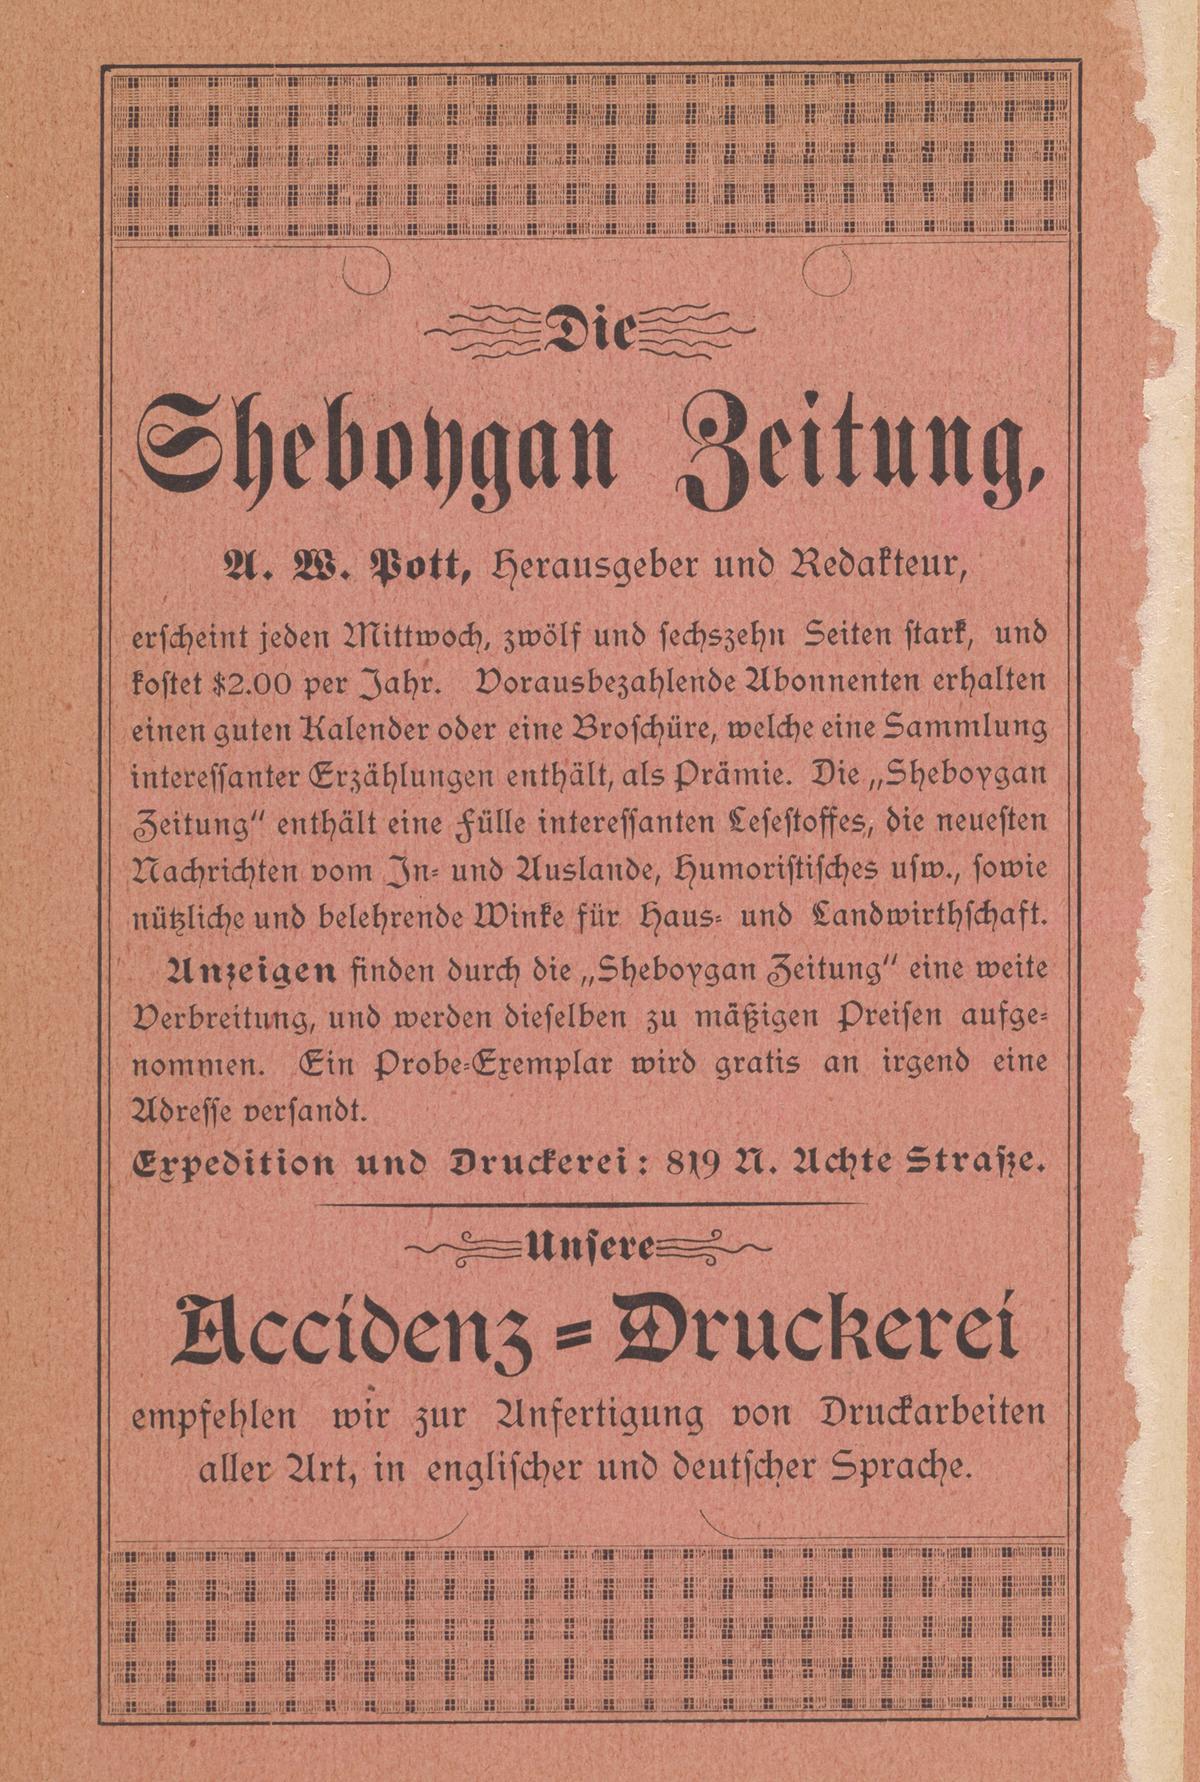 Die
Sheboygan Zeitung,
A. W. Pott, Herausgeber und Redakteur,
erscheint jeden Mittwoch, zwölf und sechszehn Seiten stark, und
kostet $2.00 per Jahr. Vorausbezahlende Abonnenten erhalten
einen guten Kalender oder eine Broschüre, welche eine Sammlung
interessanter Erzählungen enthält, als Prämie. Die „Sheboygan
Zeitung“ enthält eine Fülle interessanten Lesestoffes, die neuesten
Nachrichten vom In- und Auslande, Humoristisches usw., sowie
nützliche und belehrende Winke für Haus- und Landwirthschaft.
Anzeigen finden durch die „Sheboygan Zeitung“ eine weite
Verbreitung, und werden dieselben zu mäßigen Preisen aufge-
nommen. Ein Probe-Exemplar wird gratis an irgend eine
Adresse versandt.
Expedition und Druckerei: 819 N. Achte Straße.
Unsere
Accidenz-Druckerei
empfehlen wir zur Anfertigung von Druckarbeiten
aller Art, in englischer und deutscher Sprache.